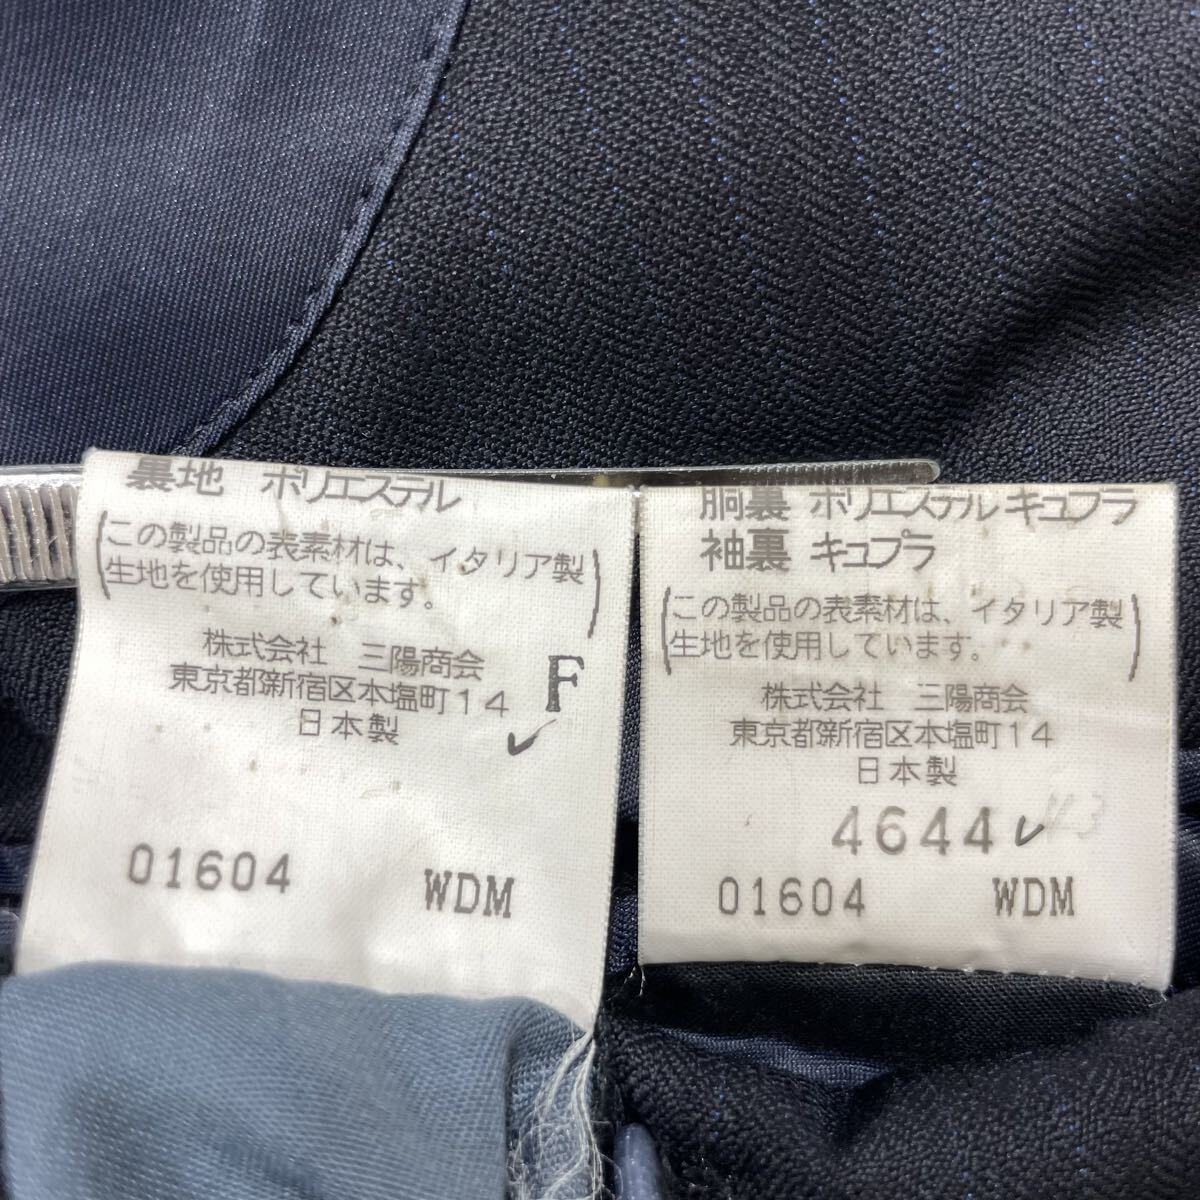 裏地 ポリエステル
(この製品の表素材は、イタリア製
生地を使用しています。)
株式会社 三陽商会
東京都新宿区本塩町14
日本製
F
01604 WDM
胴裏 ポリエステル キュプラ
袖裏 キュプラ
(この製品の表素材は、イタリア製
生地を使用しています。)
株式会社 三陽商会
東京都新宿区本塩町14
日本製
4644
01604 WDM